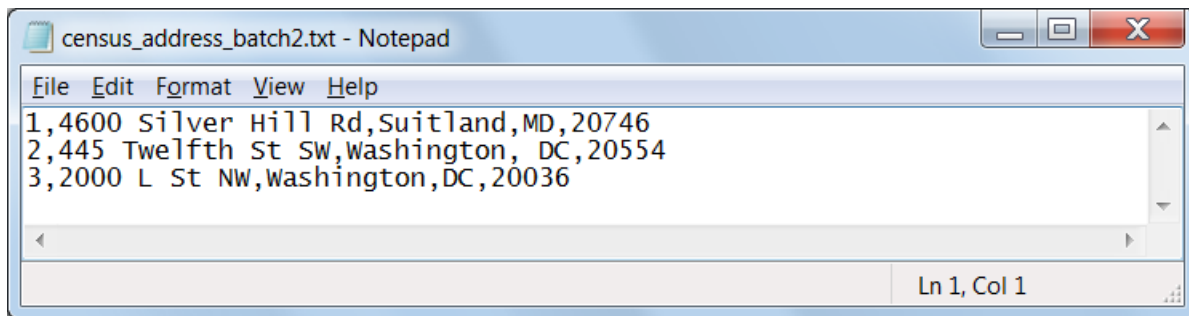 census_address_batch2.txt - Notepad
File Edit Format View Help
1,4600 Silver Hill Rd,Suitland,MD,20746
2,445 Twelfth St SW,Washington, DC,20554
3,2000 L St NW,Washington,DC,20036
Ln 1, Col 1